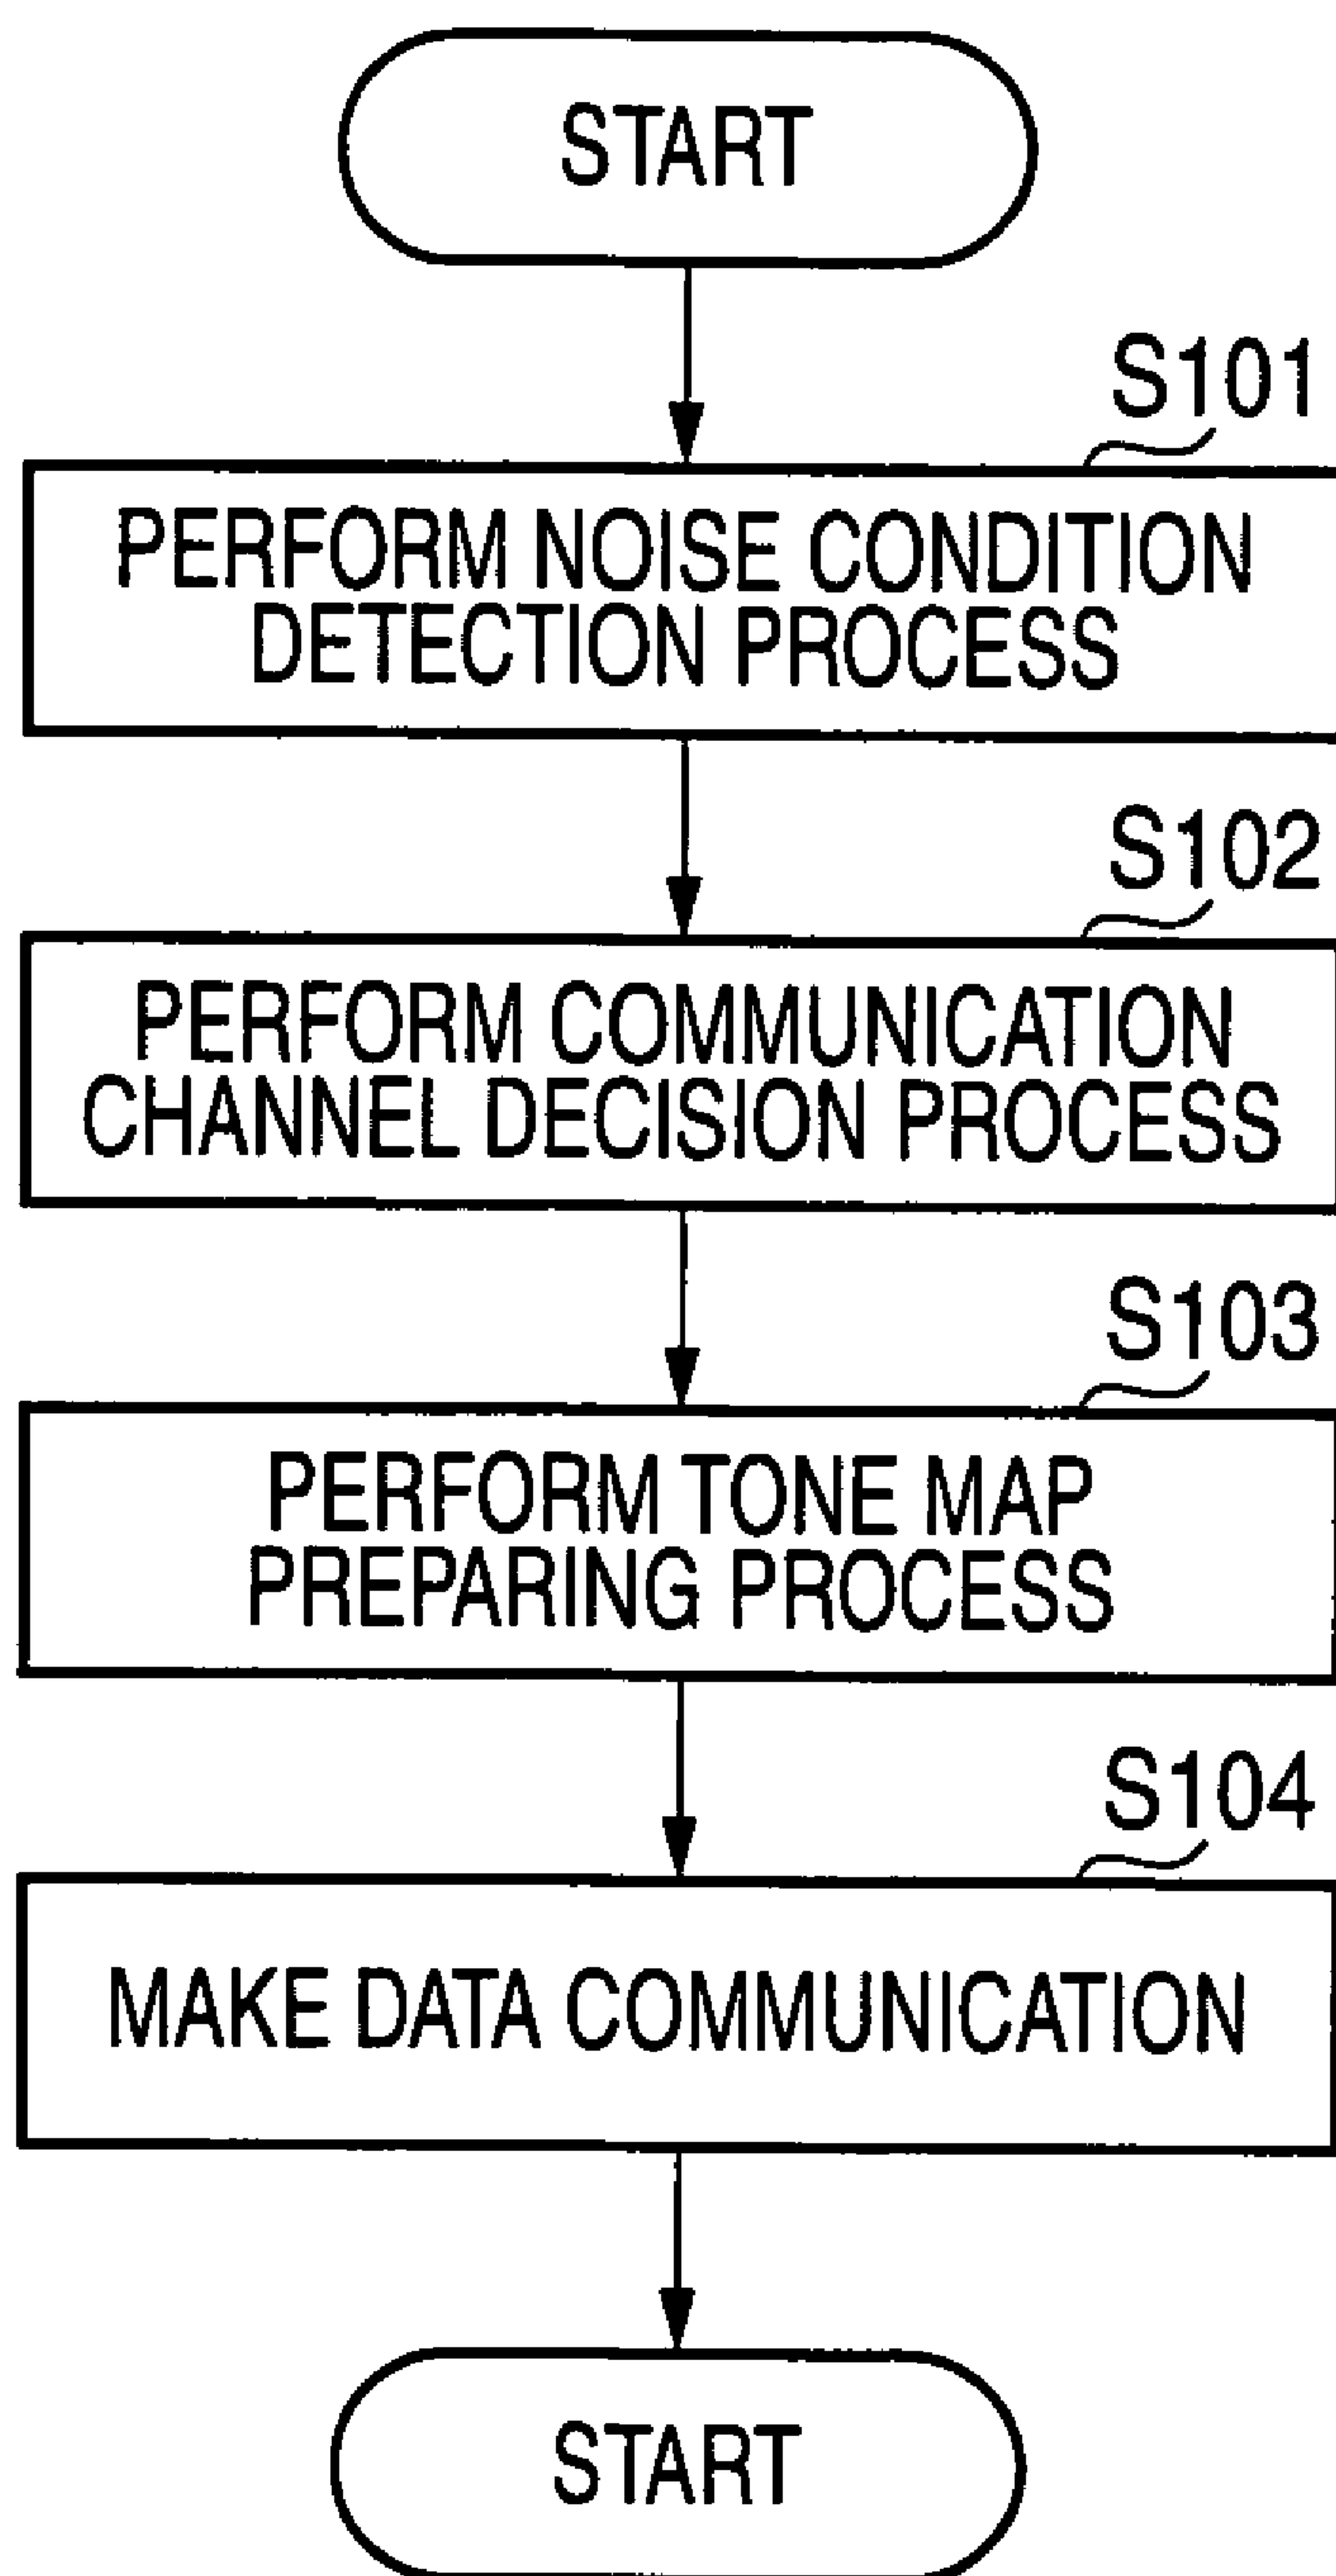 START
S101
PERFORM NOISE CONDITION
DETECTION PROCESS
S102
PERFORM COMMUNICATION
CHANNEL DECISION PROCESS
S103
PERFORM TONE MAP
PREPARING PROCESS
S104
MAKE DATA COMMUNICATION
START